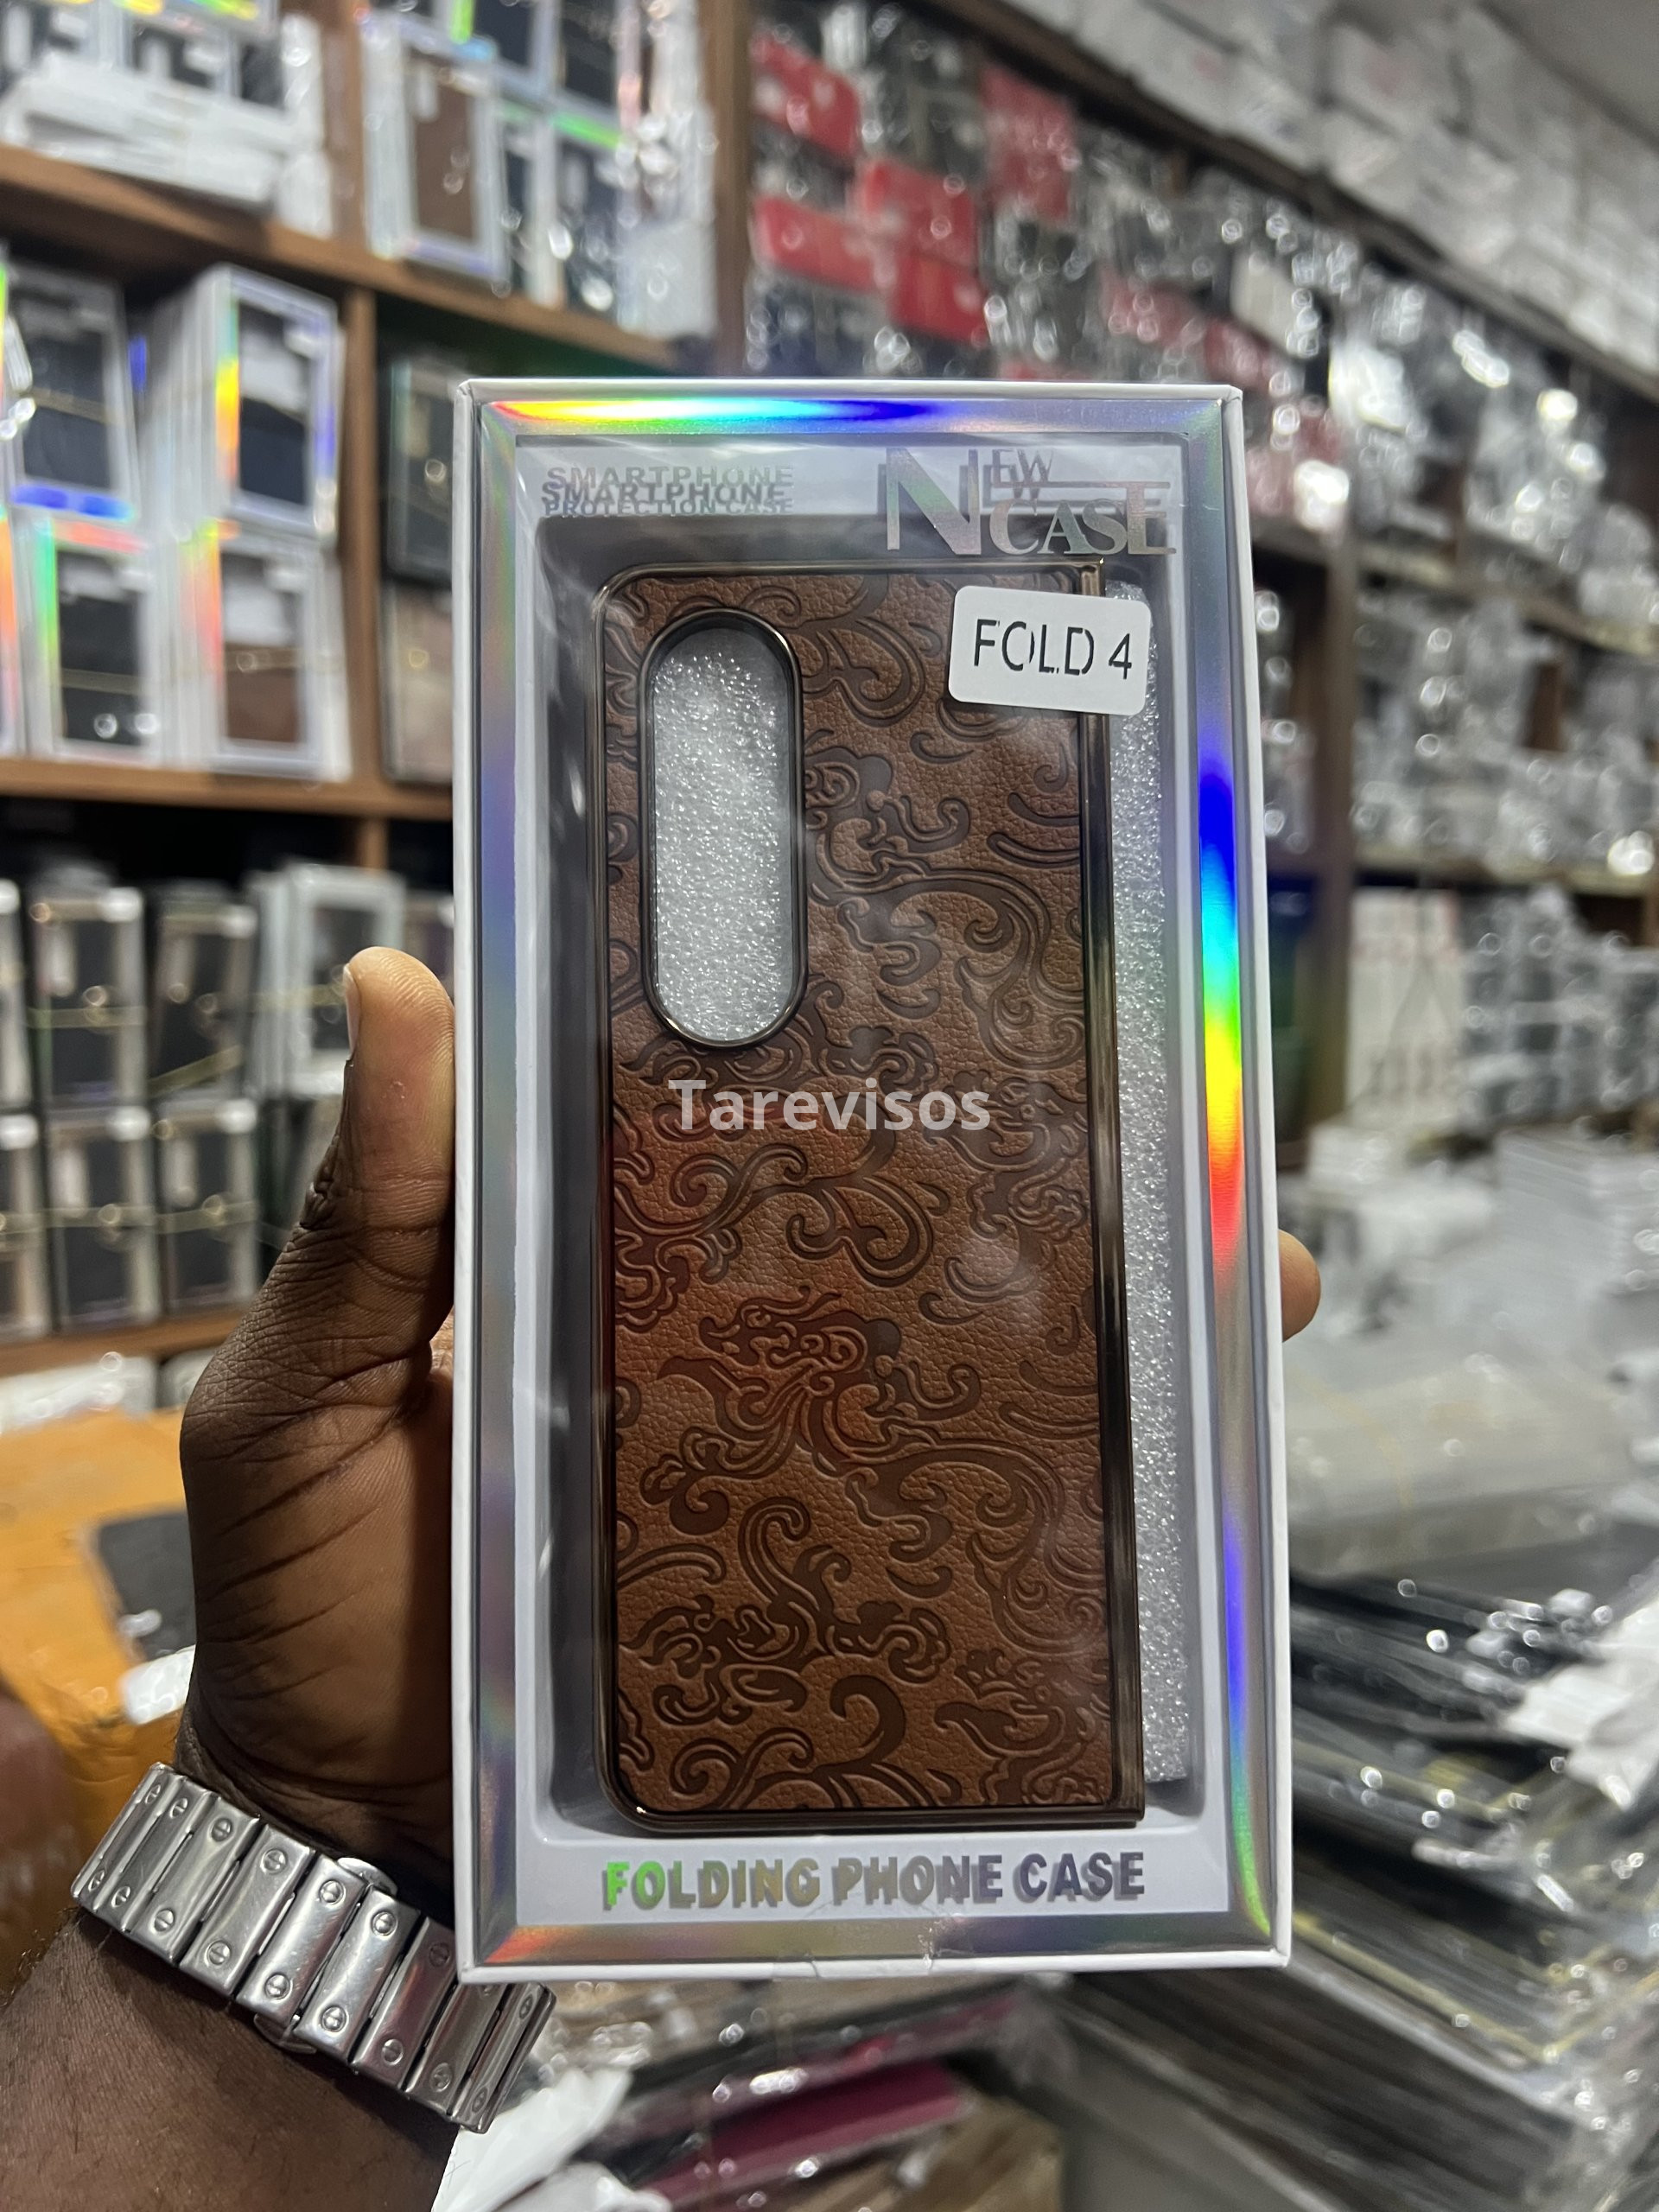 SMARTPHONE
SMARTPHONE
PROTECTION CASE
NEW
CASE
FOLD 4
Tarevisos
FOLDING PHONE CASE